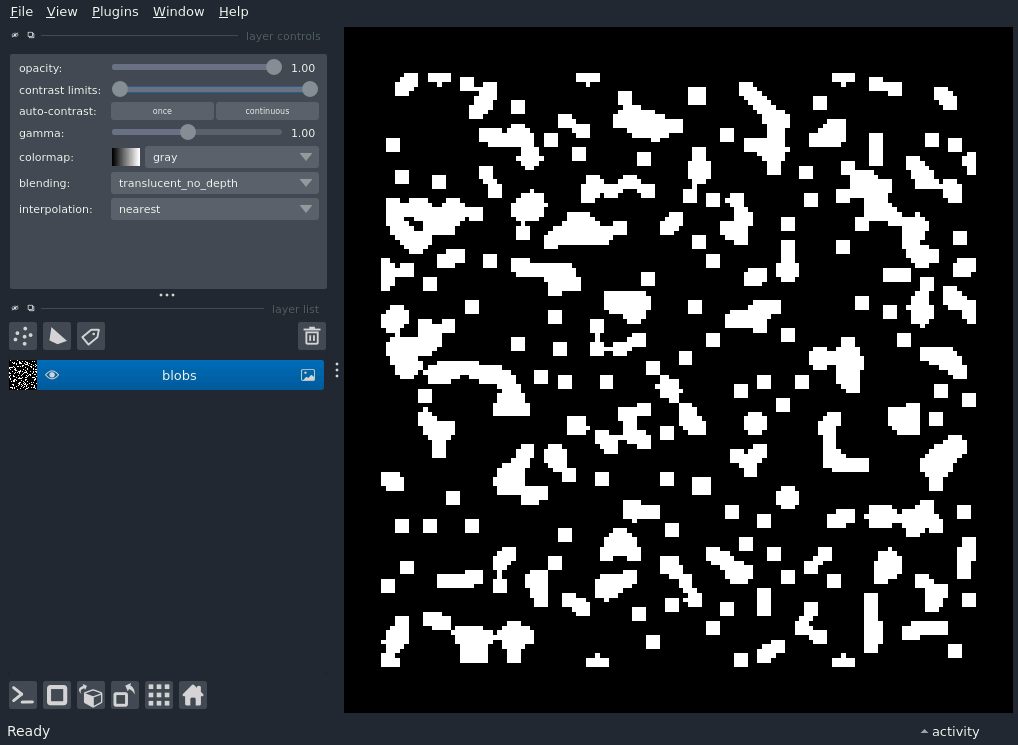 File View Plugins Window Help
layer controls
opacity: 1.00
contrast limits:
auto-contrast: once continuous
gamma: 1.00
colormap: gray
blending: translucent_no_depth
interpolation: nearest
layer list
blobs
Ready activity